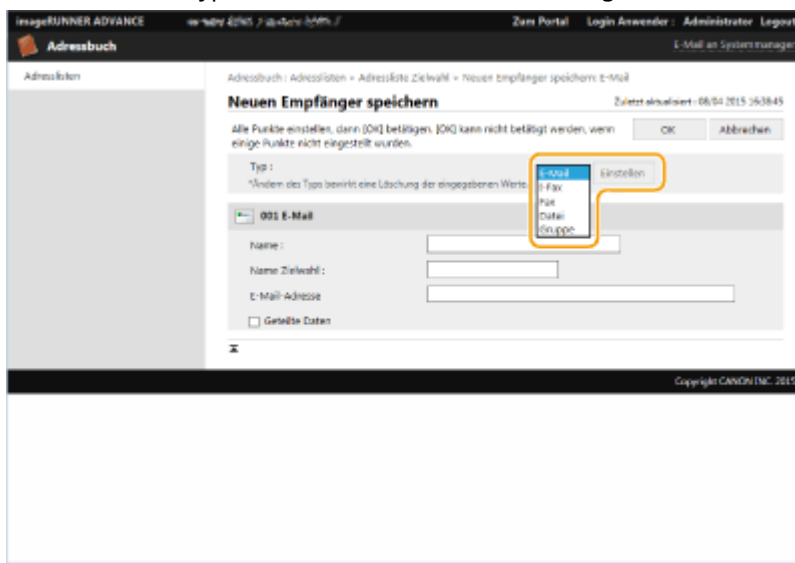 imageRUNNER ADVANCE
Zum Portal Login Anwender : Administrator Logout
Adressbuch
E-Mail an Systemmanager
Adresslisten
Adressbuch : Adresslisten > Adressliste Zielwahl > Neuen Empfänger speichern: E-Mail
Neuen Empfänger speichern
Zuletzt aktualisiert : 08/04 2015 16:38:45
Alle Punkte einstellen, dann [OK] betätigen. [OK] kann nicht betätigt werden, wenn
einige Punkte nicht eingestellt wurden.
OK Abbrechen
Typ :
*Ändern des Typs bewirkt eine Löschung der eingegebenen Werte.
E-Mail
I-Fax
Fax
Datei
Gruppe
Einstellen
001 E-Mail
Name :
Name Zielwahl :
E-Mail-Adresse
Geteilte Daten
Copyright CANON INC. 2015